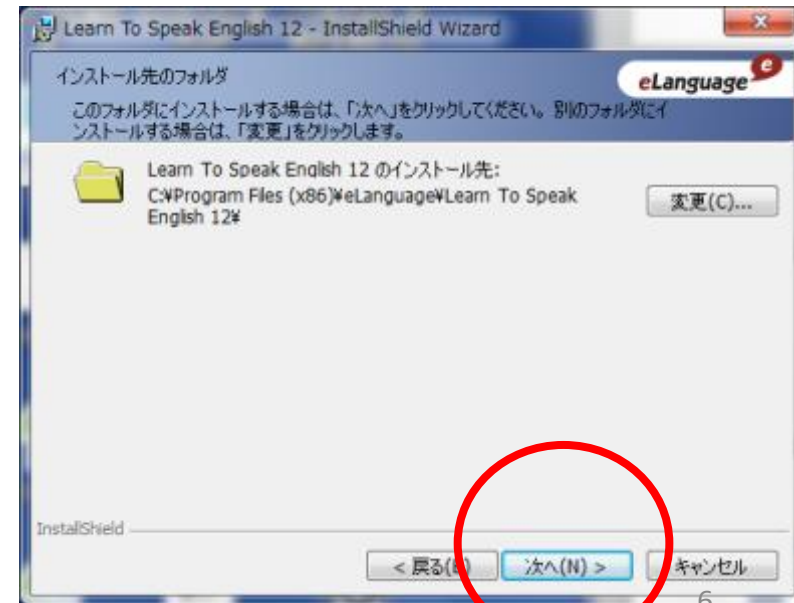 Learn To Speak English 12 - InstallShield Wizard
インストール先のフォルダ
eLanguage e
このフォルダにインストールする場合は、「次へ」をクリックしてください。別のフォルダにイ
ンストールする場合は、「変更」をクリックします。
Learn To Speak English 12 のインストール先:
C:¥Program Files (x86)¥eLanguage¥Learn To Speak
English 12¥
変更(C)...
InstallShield
< 戻る(B) 次へ(N) > キャンセル
6